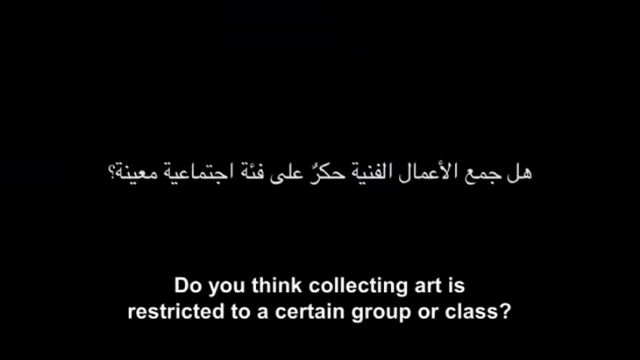 هل جمع الأعمال الفنية حكرٌ على فئة اجتماعية معينة؟
Do you think collecting art is
restricted to a certain group or class?